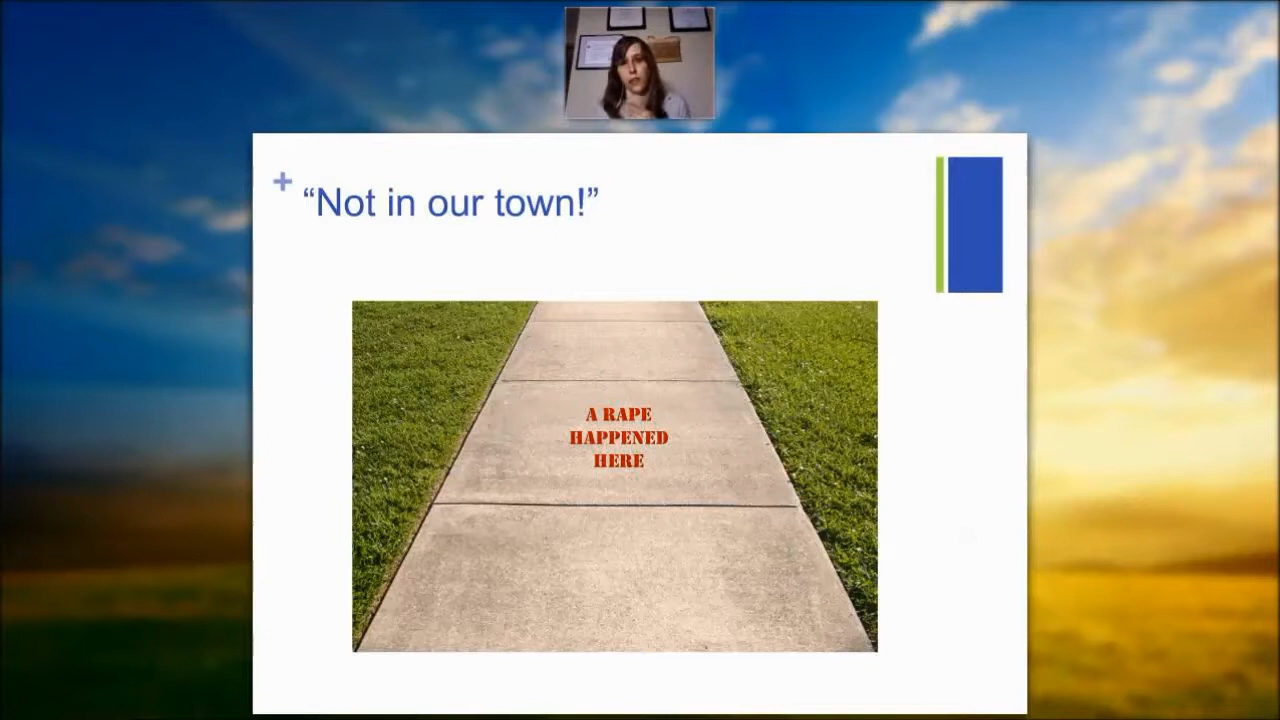 +
“Not in our town!”
A RAPE
HAPPENED
HERE